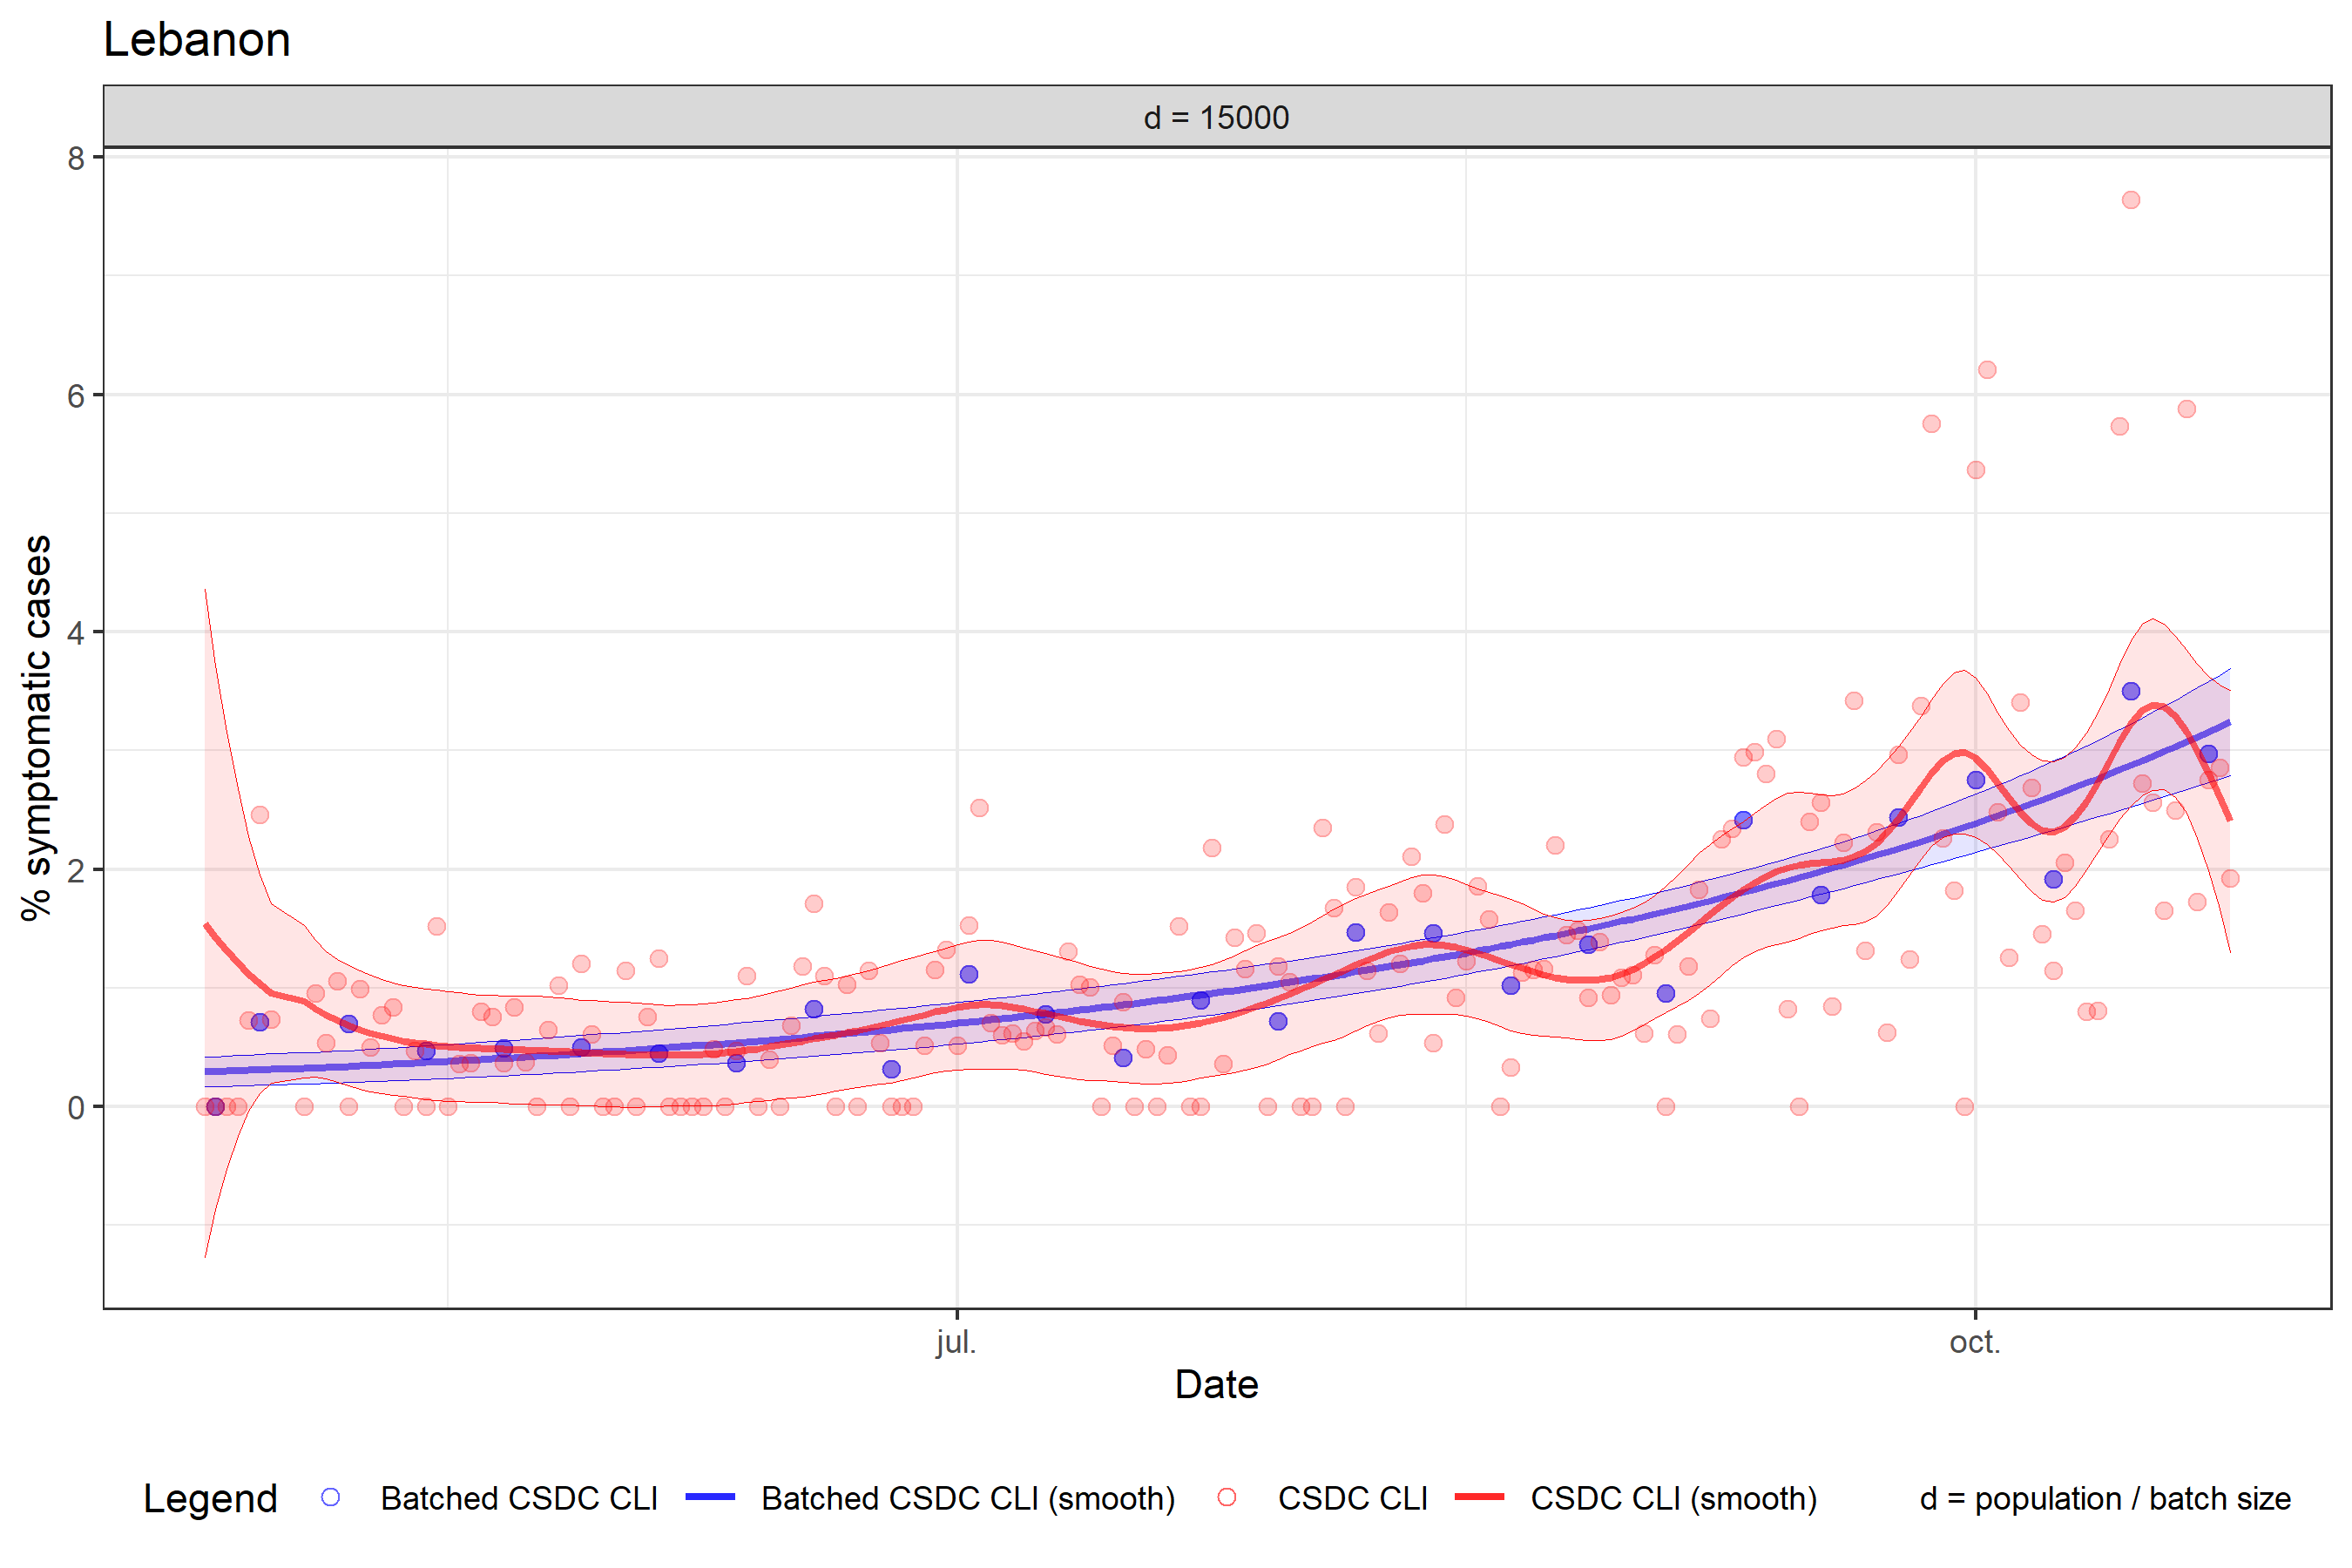 Lebanon
d = 15000
8
6
4
2
0
% symptomatic cases
jul.
oct.
Date
Legend
Batched CSDC CLI
Batched CSDC CLI (smooth)
CSDC CLI
CSDC CLI (smooth)
d = population / batch size